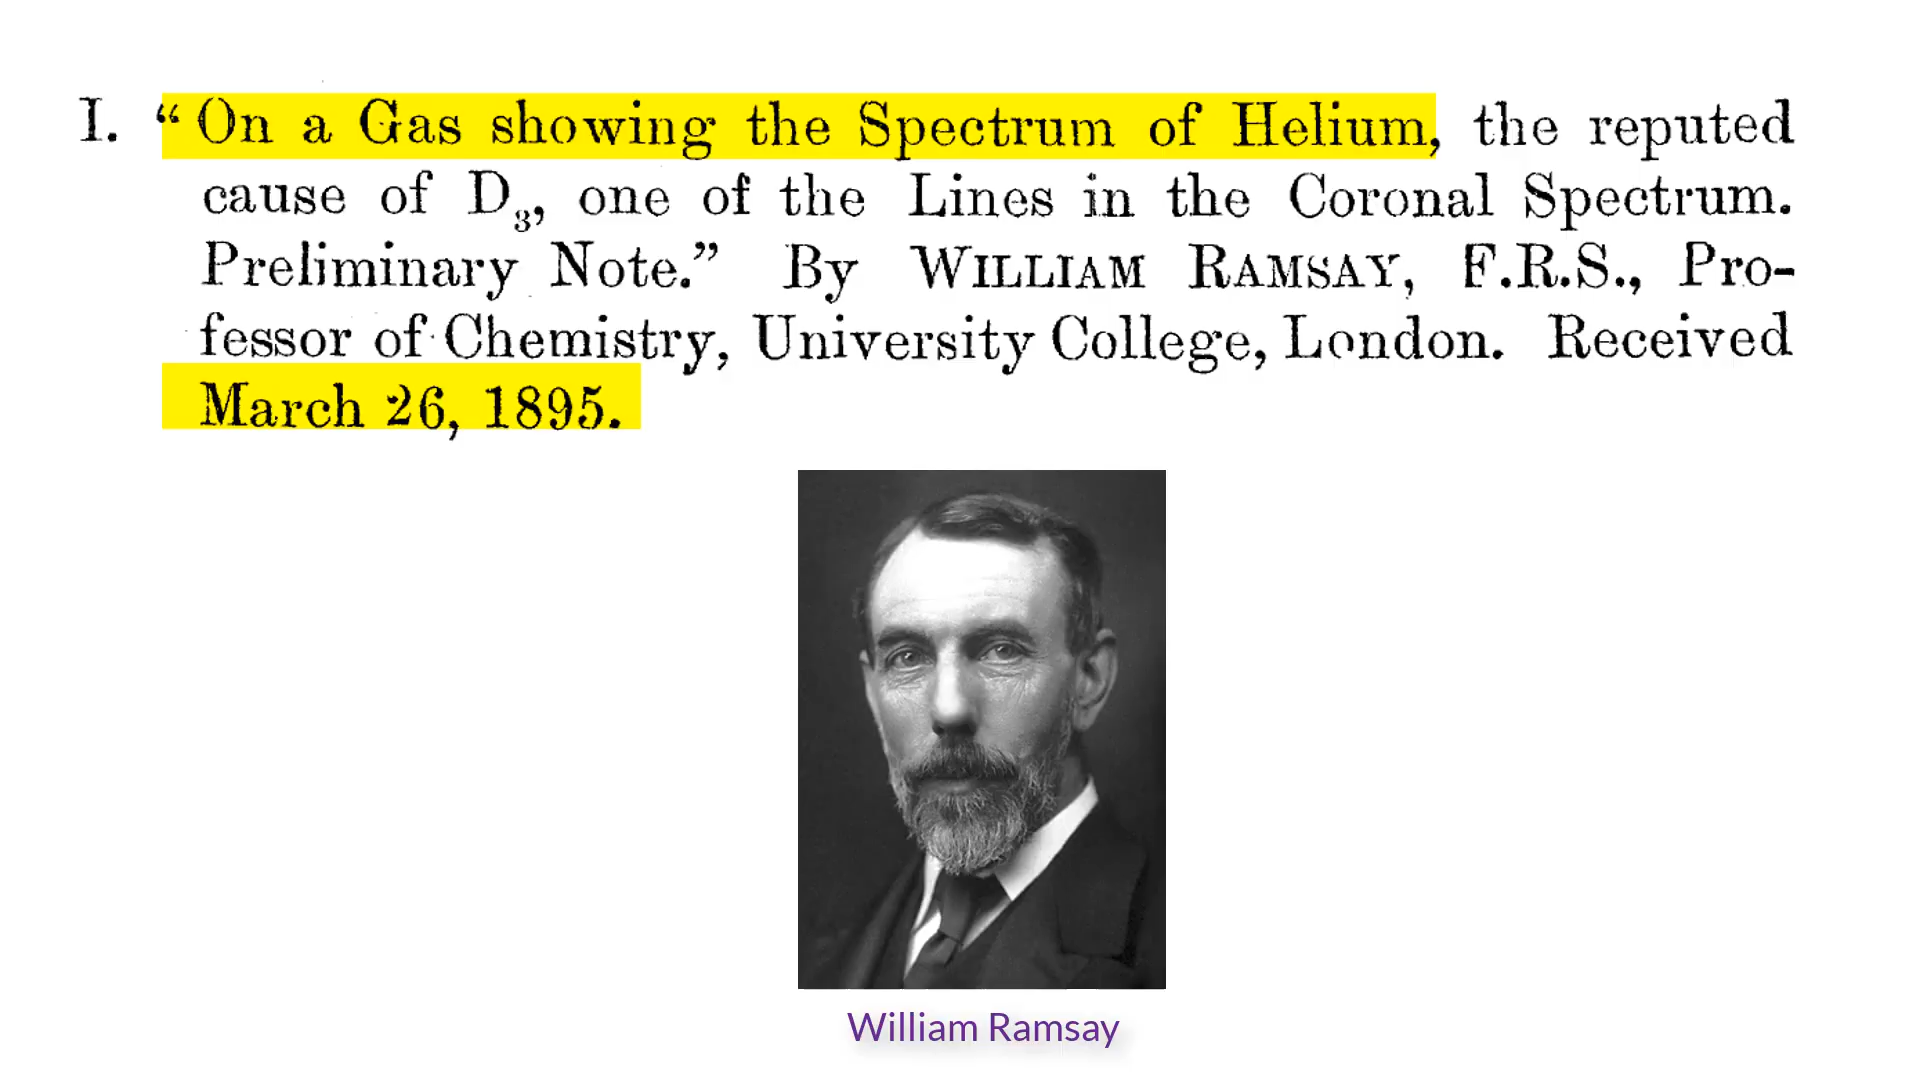 I. “On a Gas showing the Spectrum of Helium, the reputed
cause of D₃, one of the Lines in the Coronal Spectrum.
Preliminary Note.” By WILLIAM RAMSAY, F.R.S., Pro-
fessor of Chemistry, University College, London. Received
March 26, 1895.
William Ramsay